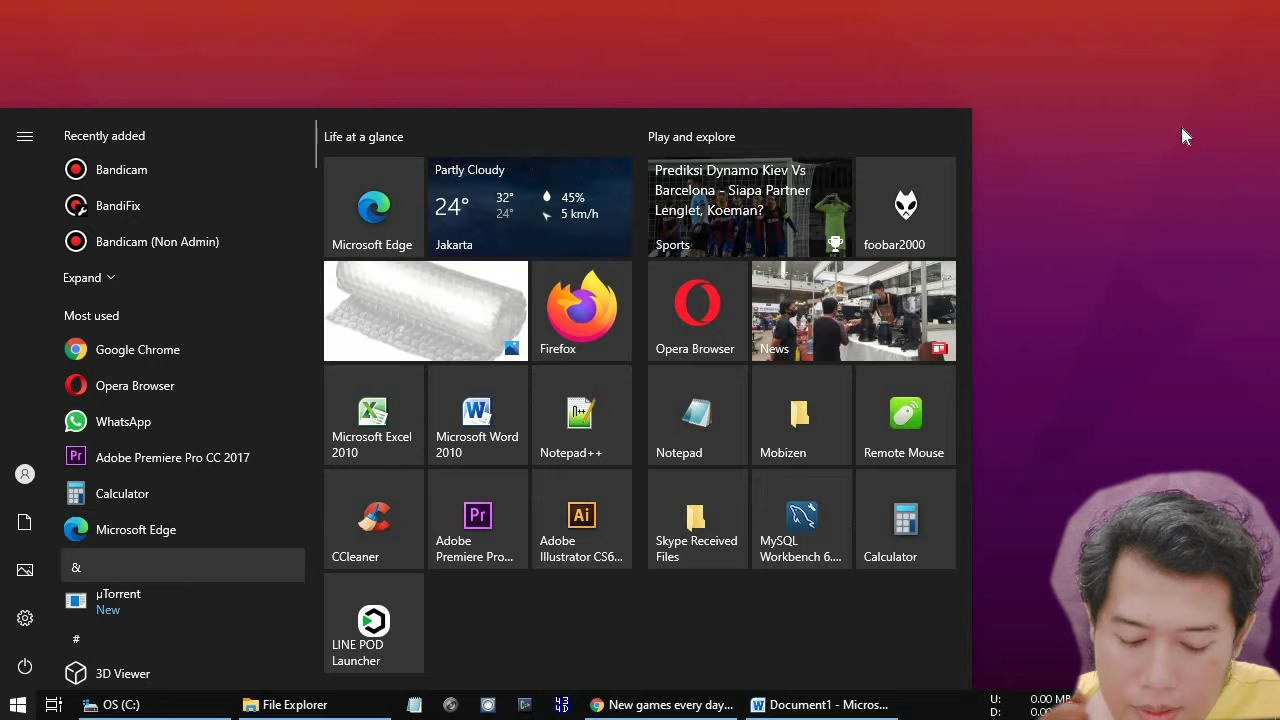 Recently added
Bandicam
BandiFix
Bandicam (Non Admin)
Expand
Most used
Google Chrome
Opera Browser
WhatsApp
Pr
Adobe Premiere Pro CC 2017
Calculator
Microsoft Edge
&
µTorrent
New
#
3D Viewer
Life at a glance
Microsoft Edge
Partly Cloudy
24°
32°
24°
45%
5 km/h
Jakarta
Firefox
Microsoft Excel
2010
Microsoft Word
2010
Notepad++
CCleaner
Pr
Adobe
Premiere Pro...
Ai
Adobe
Illustrator CS6...
LINE POD
Launcher
Play and explore
Prediksi Dynamo Kiev Vs
Barcelona - Siapa Partner
Lenglet, Koeman?
Sports
foobar2000
Opera Browser
News
Notepad
Mobizen
Remote Mouse
Skype Received
Files
MySQL
Workbench 6....
Calculator
OS (C:)
File Explorer
New games every day...
Document1 - Micros...
U: 0.00 MB
D: 0.00